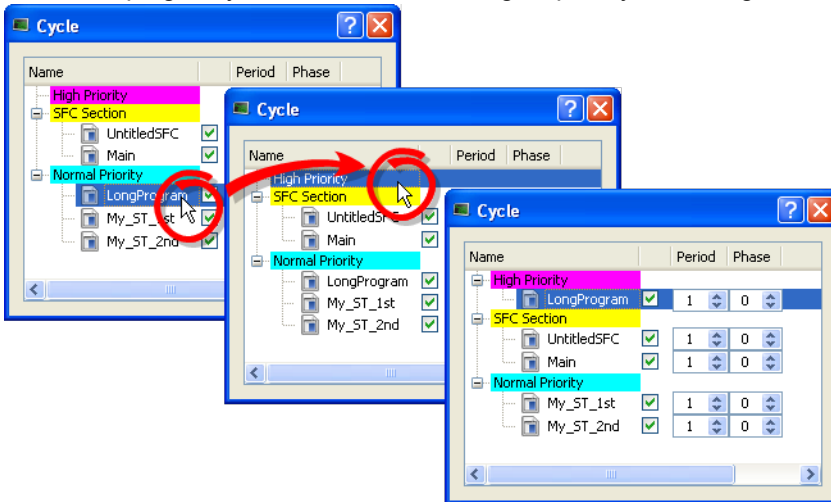 Cycle
Name Period Phase
High Priority
SFC Section
UntitledSFC
Main
Normal Priority
LongProgram
My_ST_1st
My_ST_2nd
Cycle
Name Period Phase
High Priority
SFC Section
UntitledSFC
Main
Normal Priority
LongProgram
My_ST_1st
My_ST_2nd
Cycle
Name Period Phase
High Priority
LongProgram 1 0
SFC Section
UntitledSFC 1 0
Main 1 0
Normal Priority
My_ST_1st 1 0
My_ST_2nd 1 0